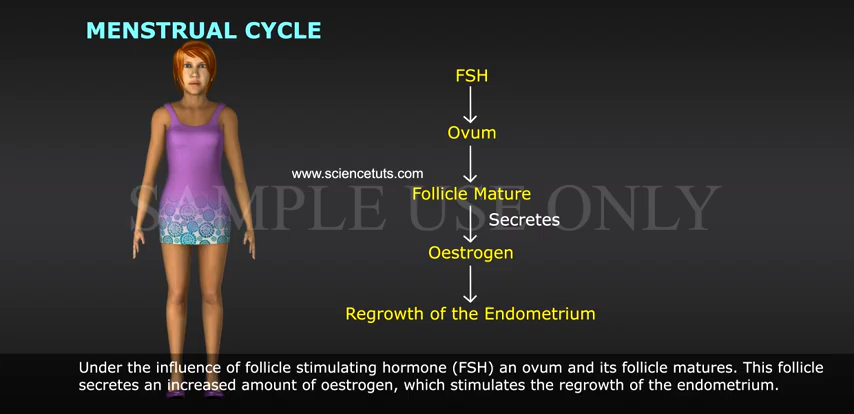 MENSTRUAL CYCLE
FSH
Ovum
www.sciencetuts.com
Follicle Mature
SAMPLE USE ONLY
Secretes
Oestrogen
Regrowth of the Endometrium
Under the influence of follicle stimulating hormone (FSH) an ovum and its follicle matures. This follicle
secretes an increased amount of oestrogen, which stimulates the regrowth of the endometrium.